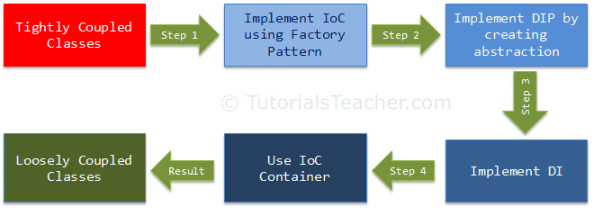 Tightly Coupled
Classes
Step 1
Implement IoC
using Factory
Pattern
Step 2
Implement DIP by
creating
abstraction
Step 3
© TutorialsTeacher.com
Implement DI
Step 4
Use IoC
Container
Result
Loosely Coupled
Classes